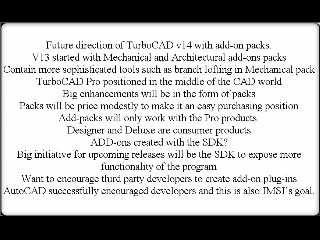 Future direction of TurboCAD v14 with add-on packs.
V13 started with Mechanical and Architectural add-ons packs
Contain more sophisticated tools such as branch lofting in Mechanical pack
TurboCAD Pro positioned in the middle of the CAD world
Big enhancements will be in the form of packs
Packs will be price modestly to make it an easy purchasing position
Add-packs will only work with the Pro products
Designer and Deluxe are consumer products
ADD-ons created with the SDK?
Big initiative for upcoming releases will be the SDK to expose more
functionality of the program
Want to encourage third party developers to create add-on plug-ins
AutoCAD successfully encouraged developers and this is also IMSI's goal.